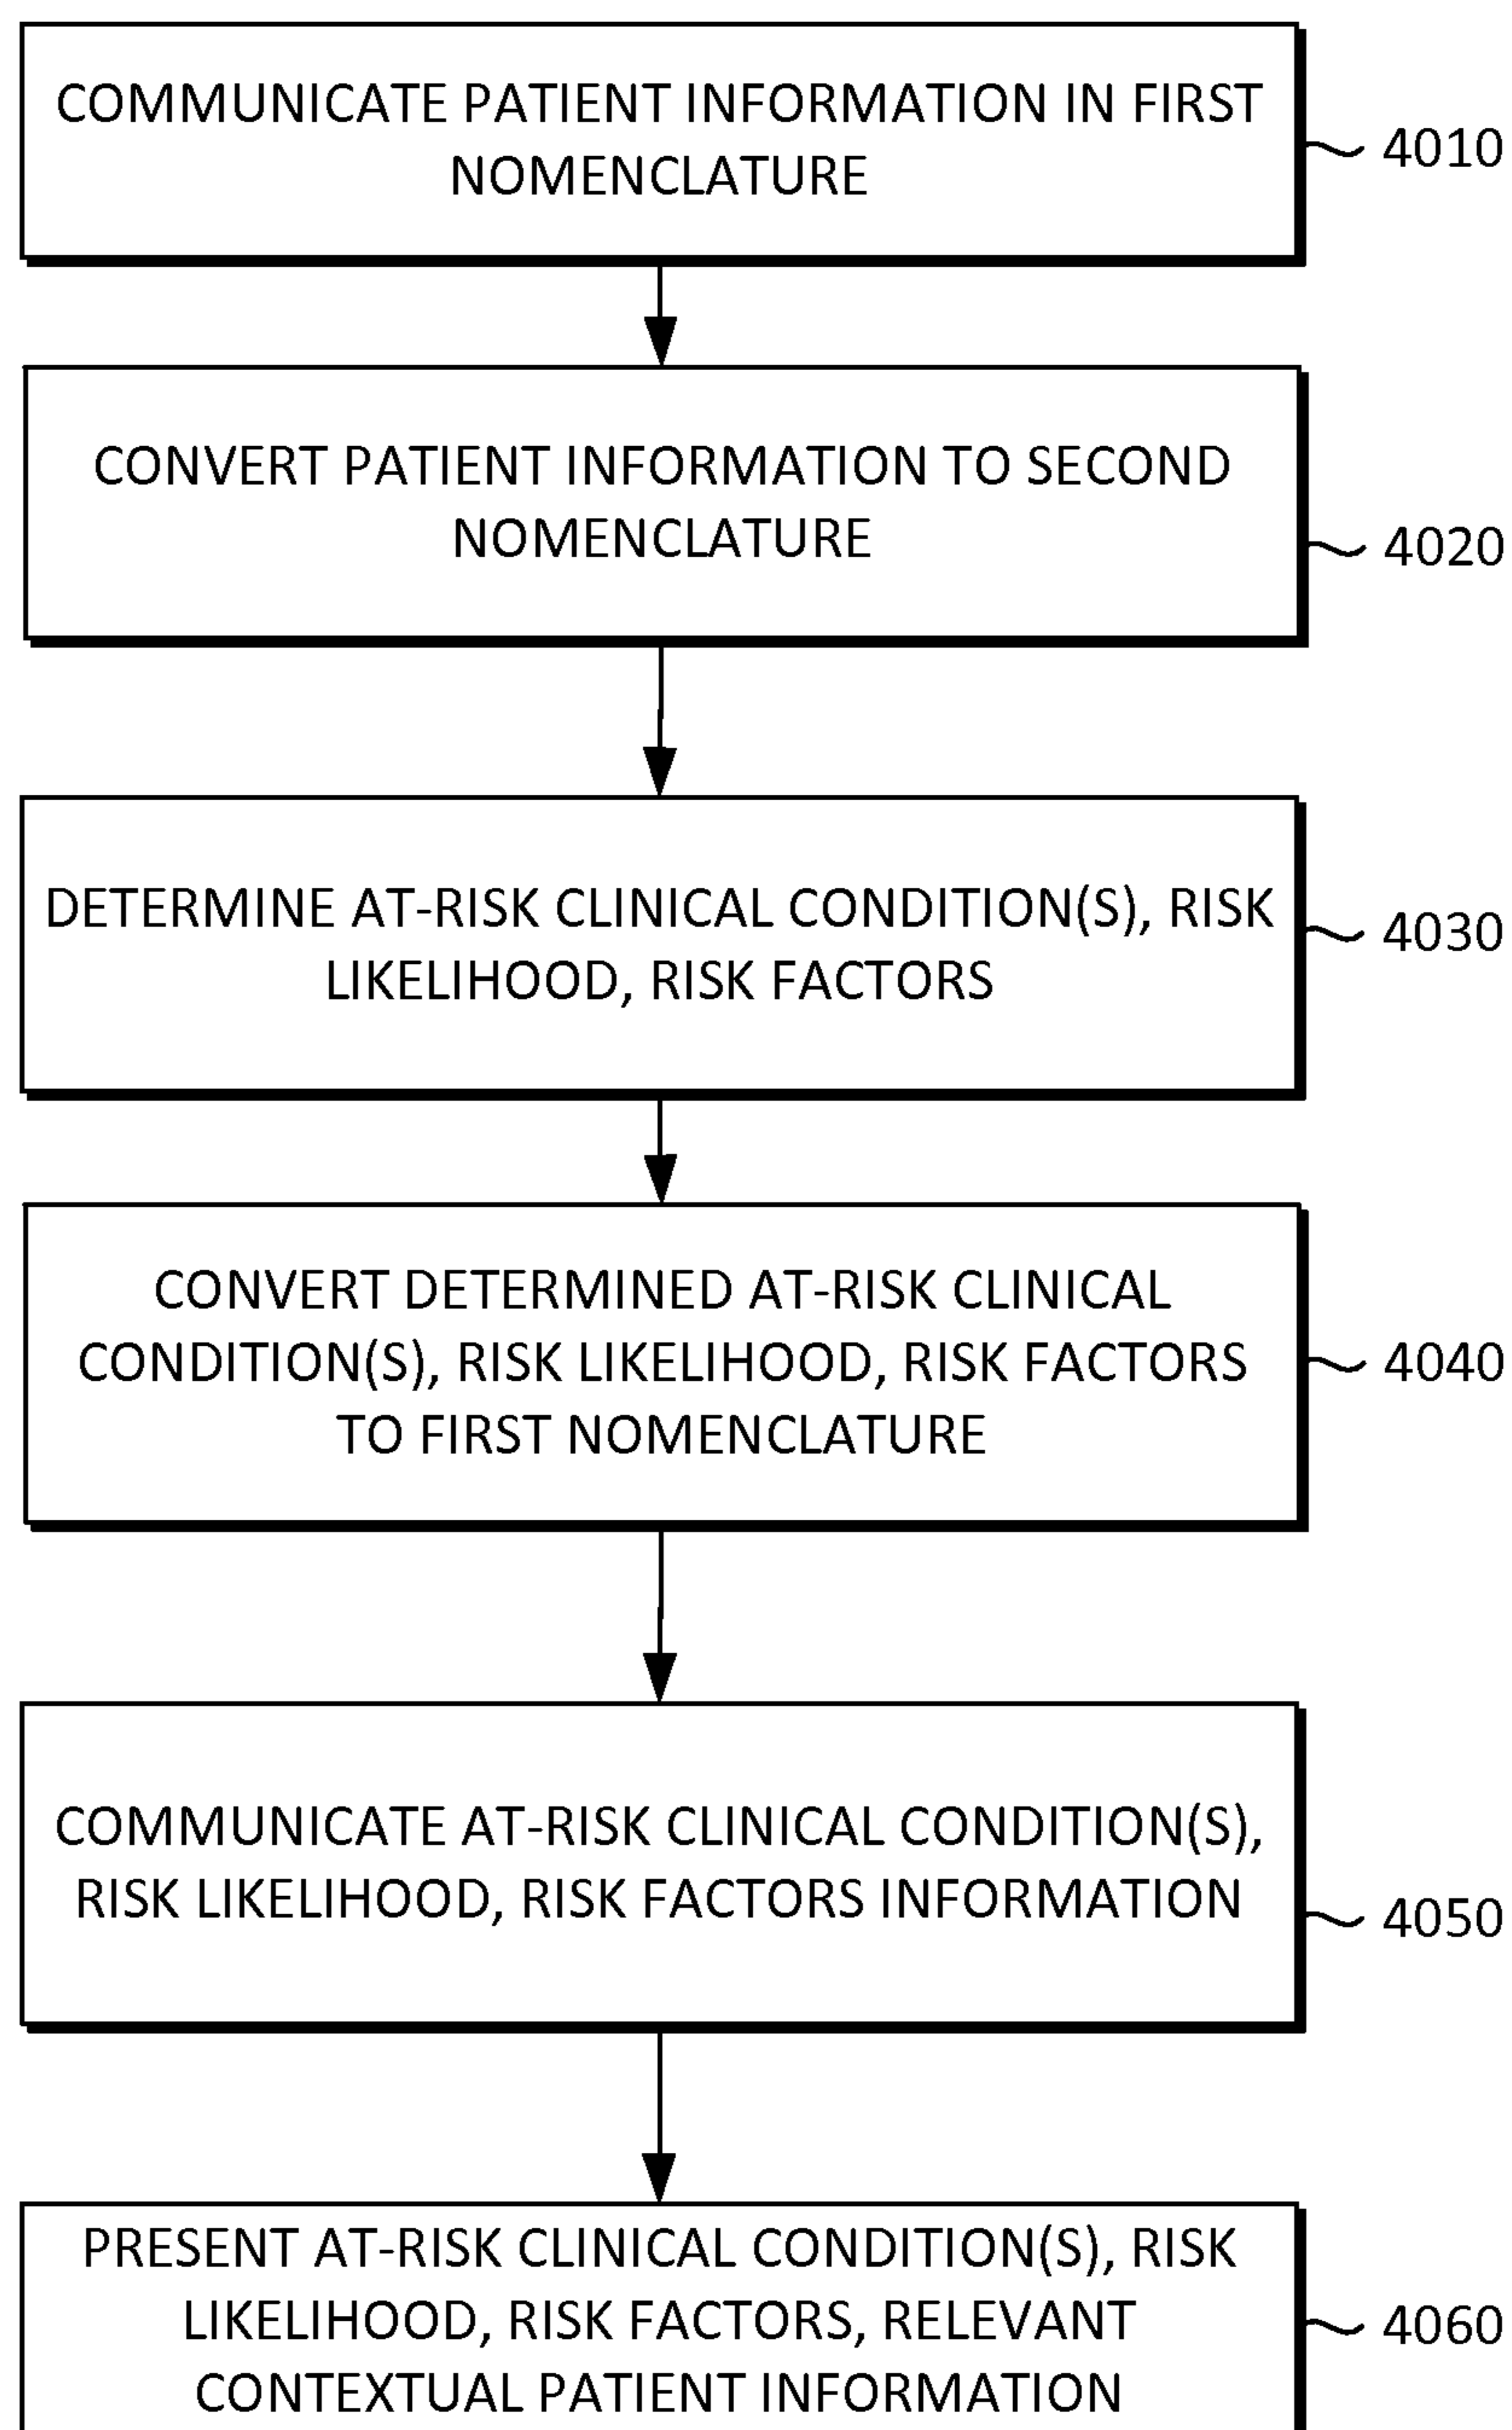 COMMUNICATE PATIENT INFORMATION IN FIRST
NOMENCLATURE
4010
CONVERT PATIENT INFORMATION TO SECOND
NOMENCLATURE
4020
DETERMINE AT-RISK CLINICAL CONDITION(S), RISK
LIKELIHOOD, RISK FACTORS
4030
CONVERT DETERMINED AT-RISK CLINICAL
CONDITION(S), RISK LIKELIHOOD, RISK FACTORS
TO FIRST NOMENCLATURE
4040
COMMUNICATE AT-RISK CLINICAL CONDITION(S),
RISK LIKELIHOOD, RISK FACTORS INFORMATION
4050
PRESENT AT-RISK CLINICAL CONDITION(S), RISK
LIKELIHOOD, RISK FACTORS, RELEVANT
CONTEXTUAL PATIENT INFORMATION
4060